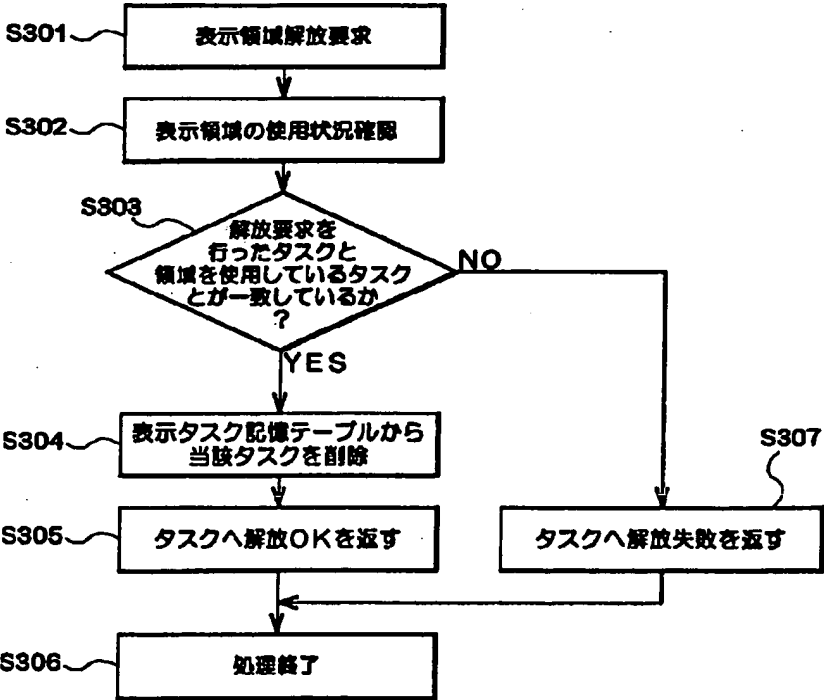 S301
表示領域解放要求
S302
表示領域の使用状況確認
S303
解放要求を
行ったタスクと
領域を使用しているタスク
とが一致しているか
?
NO
YES
S304
表示タスク記憶テーブルから
当該タスクを削除
S307
S305
タスクへ解放OKを返す
タスクへ解放失敗を返す
S306
処理終了